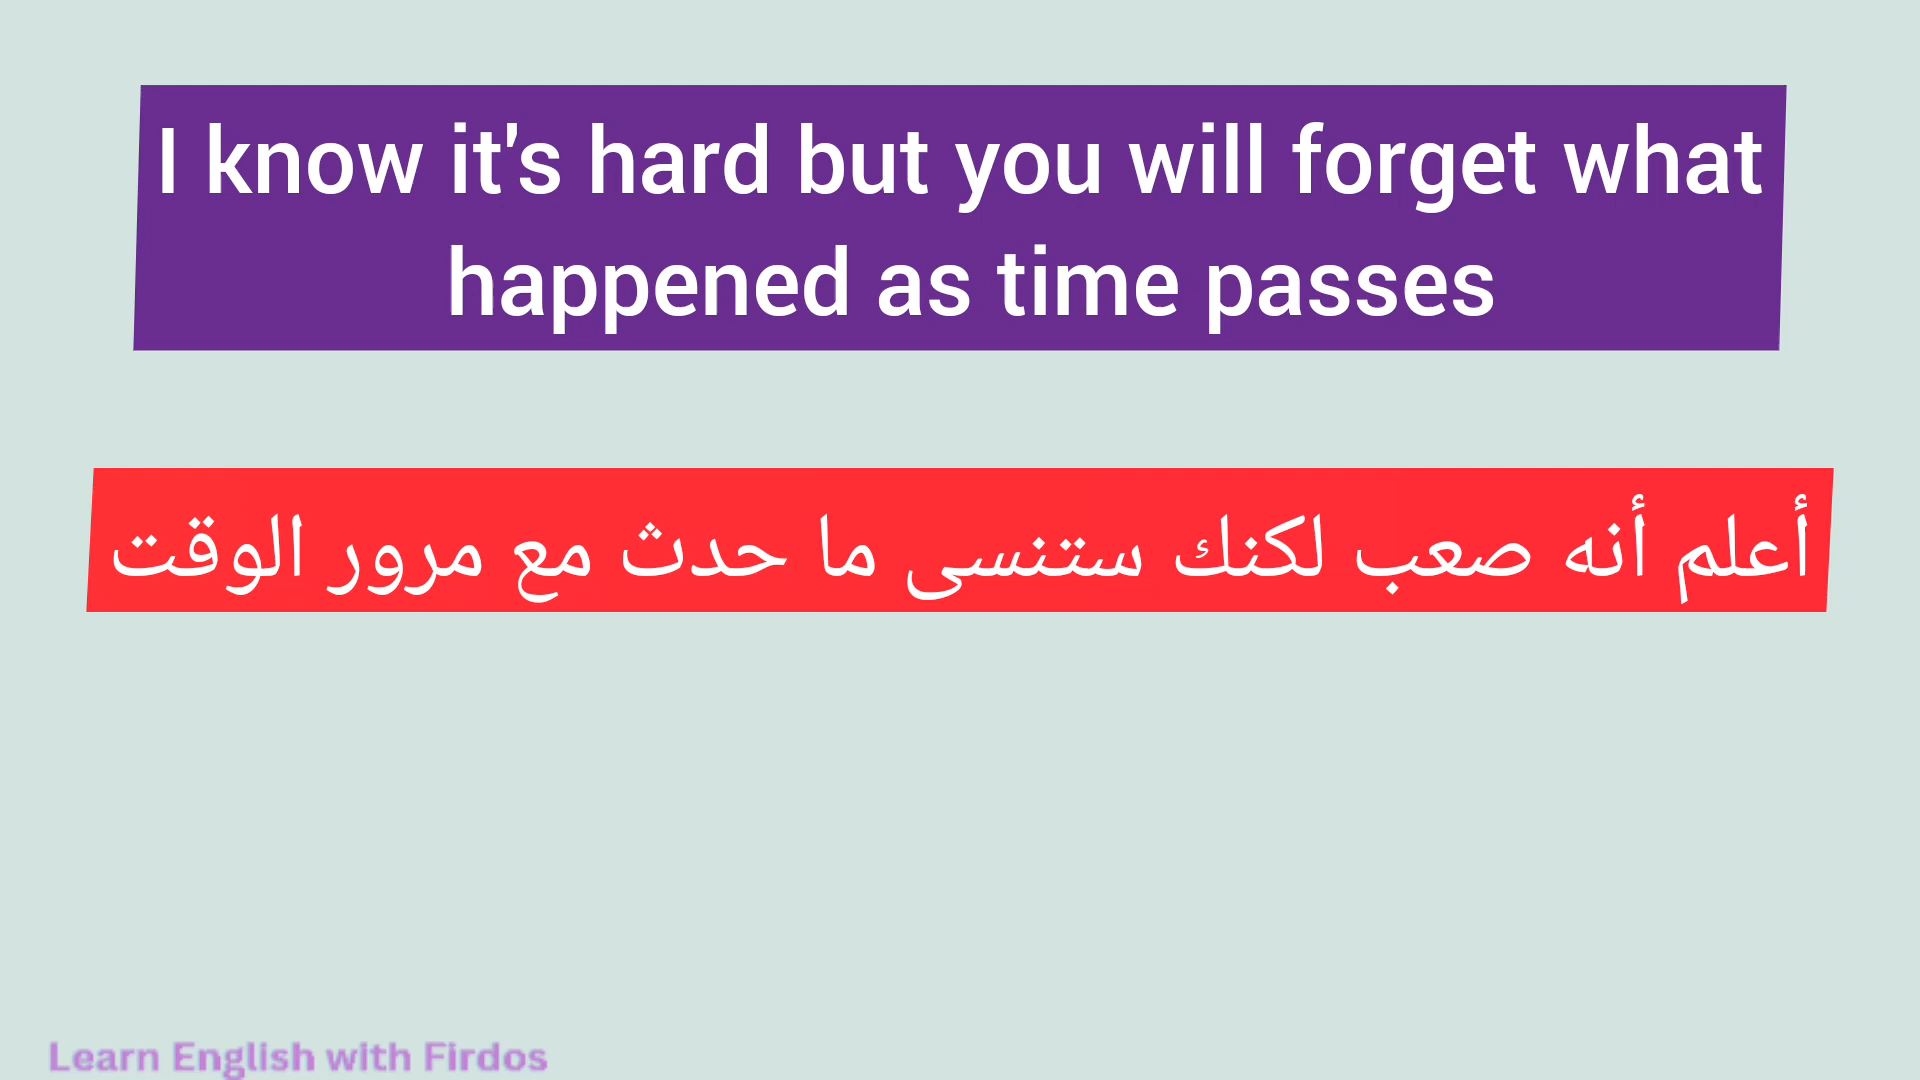 I know it's hard but you will forget what
happened as time passes
أعلم أنه صعب لكنك ستنسى ما حدث مع مرور الوقت
Learn English with Firdos